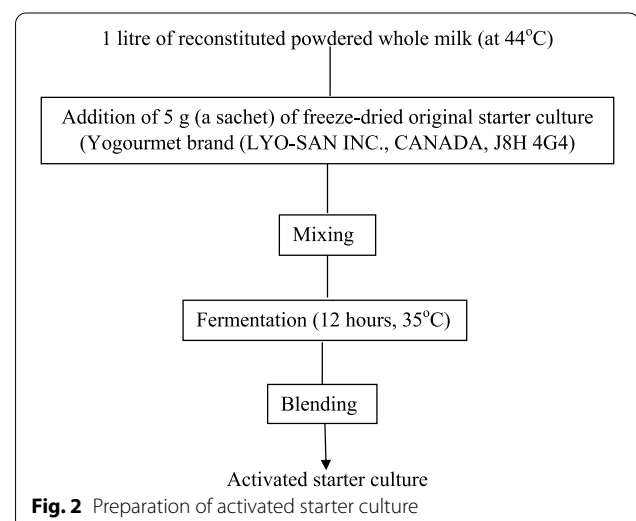 1 litre of reconstituted powdered whole milk (at 44°C)
Addition of 5 g (a sachet) of freeze-dried original starter culture
(Yogourmet brand (LYO-SAN INC., CANADA, J8H 4G4)
Mixing
Fermentation (12 hours, 35°C)
Blending
Activated starter culture
Fig. 2 Preparation of activated starter culture